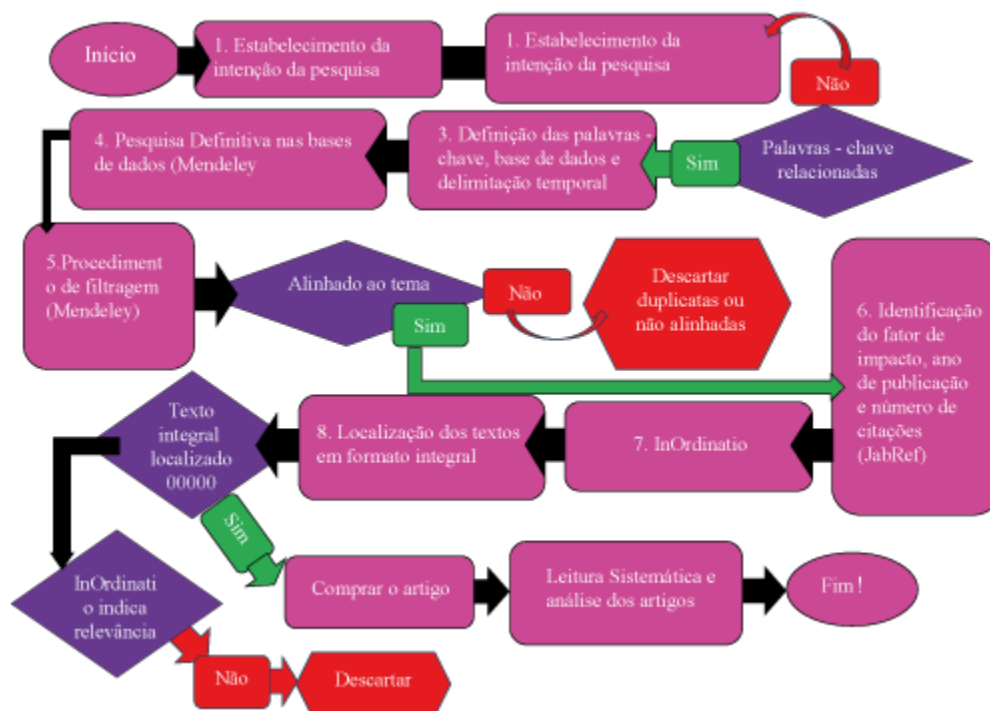 Início
1. Estabelecimento da
intenção da pesquisa
1. Estabelecimento da
intenção da pesquisa
Não
Palavras - chave
relacionadas
Sim
3. Definição das palavras -
chave, base de dados e
delimitação temporal
4. Pesquisa Definitiva nas bases
de dados (Mendeley
5.Procediment
o de filtragem
(Mendeley)
Alinhado ao tema
Não
Descartar
duplicatas ou
não alinhadas
Sim
6. Identificação
do fator de
impacto, ano
de publicação
e número de
citações
(JabRef)
7. InOrdinatio
8. Localização dos textos
em formato integral
Texto
integral
localizado
00000
Sim
InOrdinati
o indica
relevância
Comprar o artigo
Leitura Sistemática e
análise dos artigos
Fim !
Não
Descartar